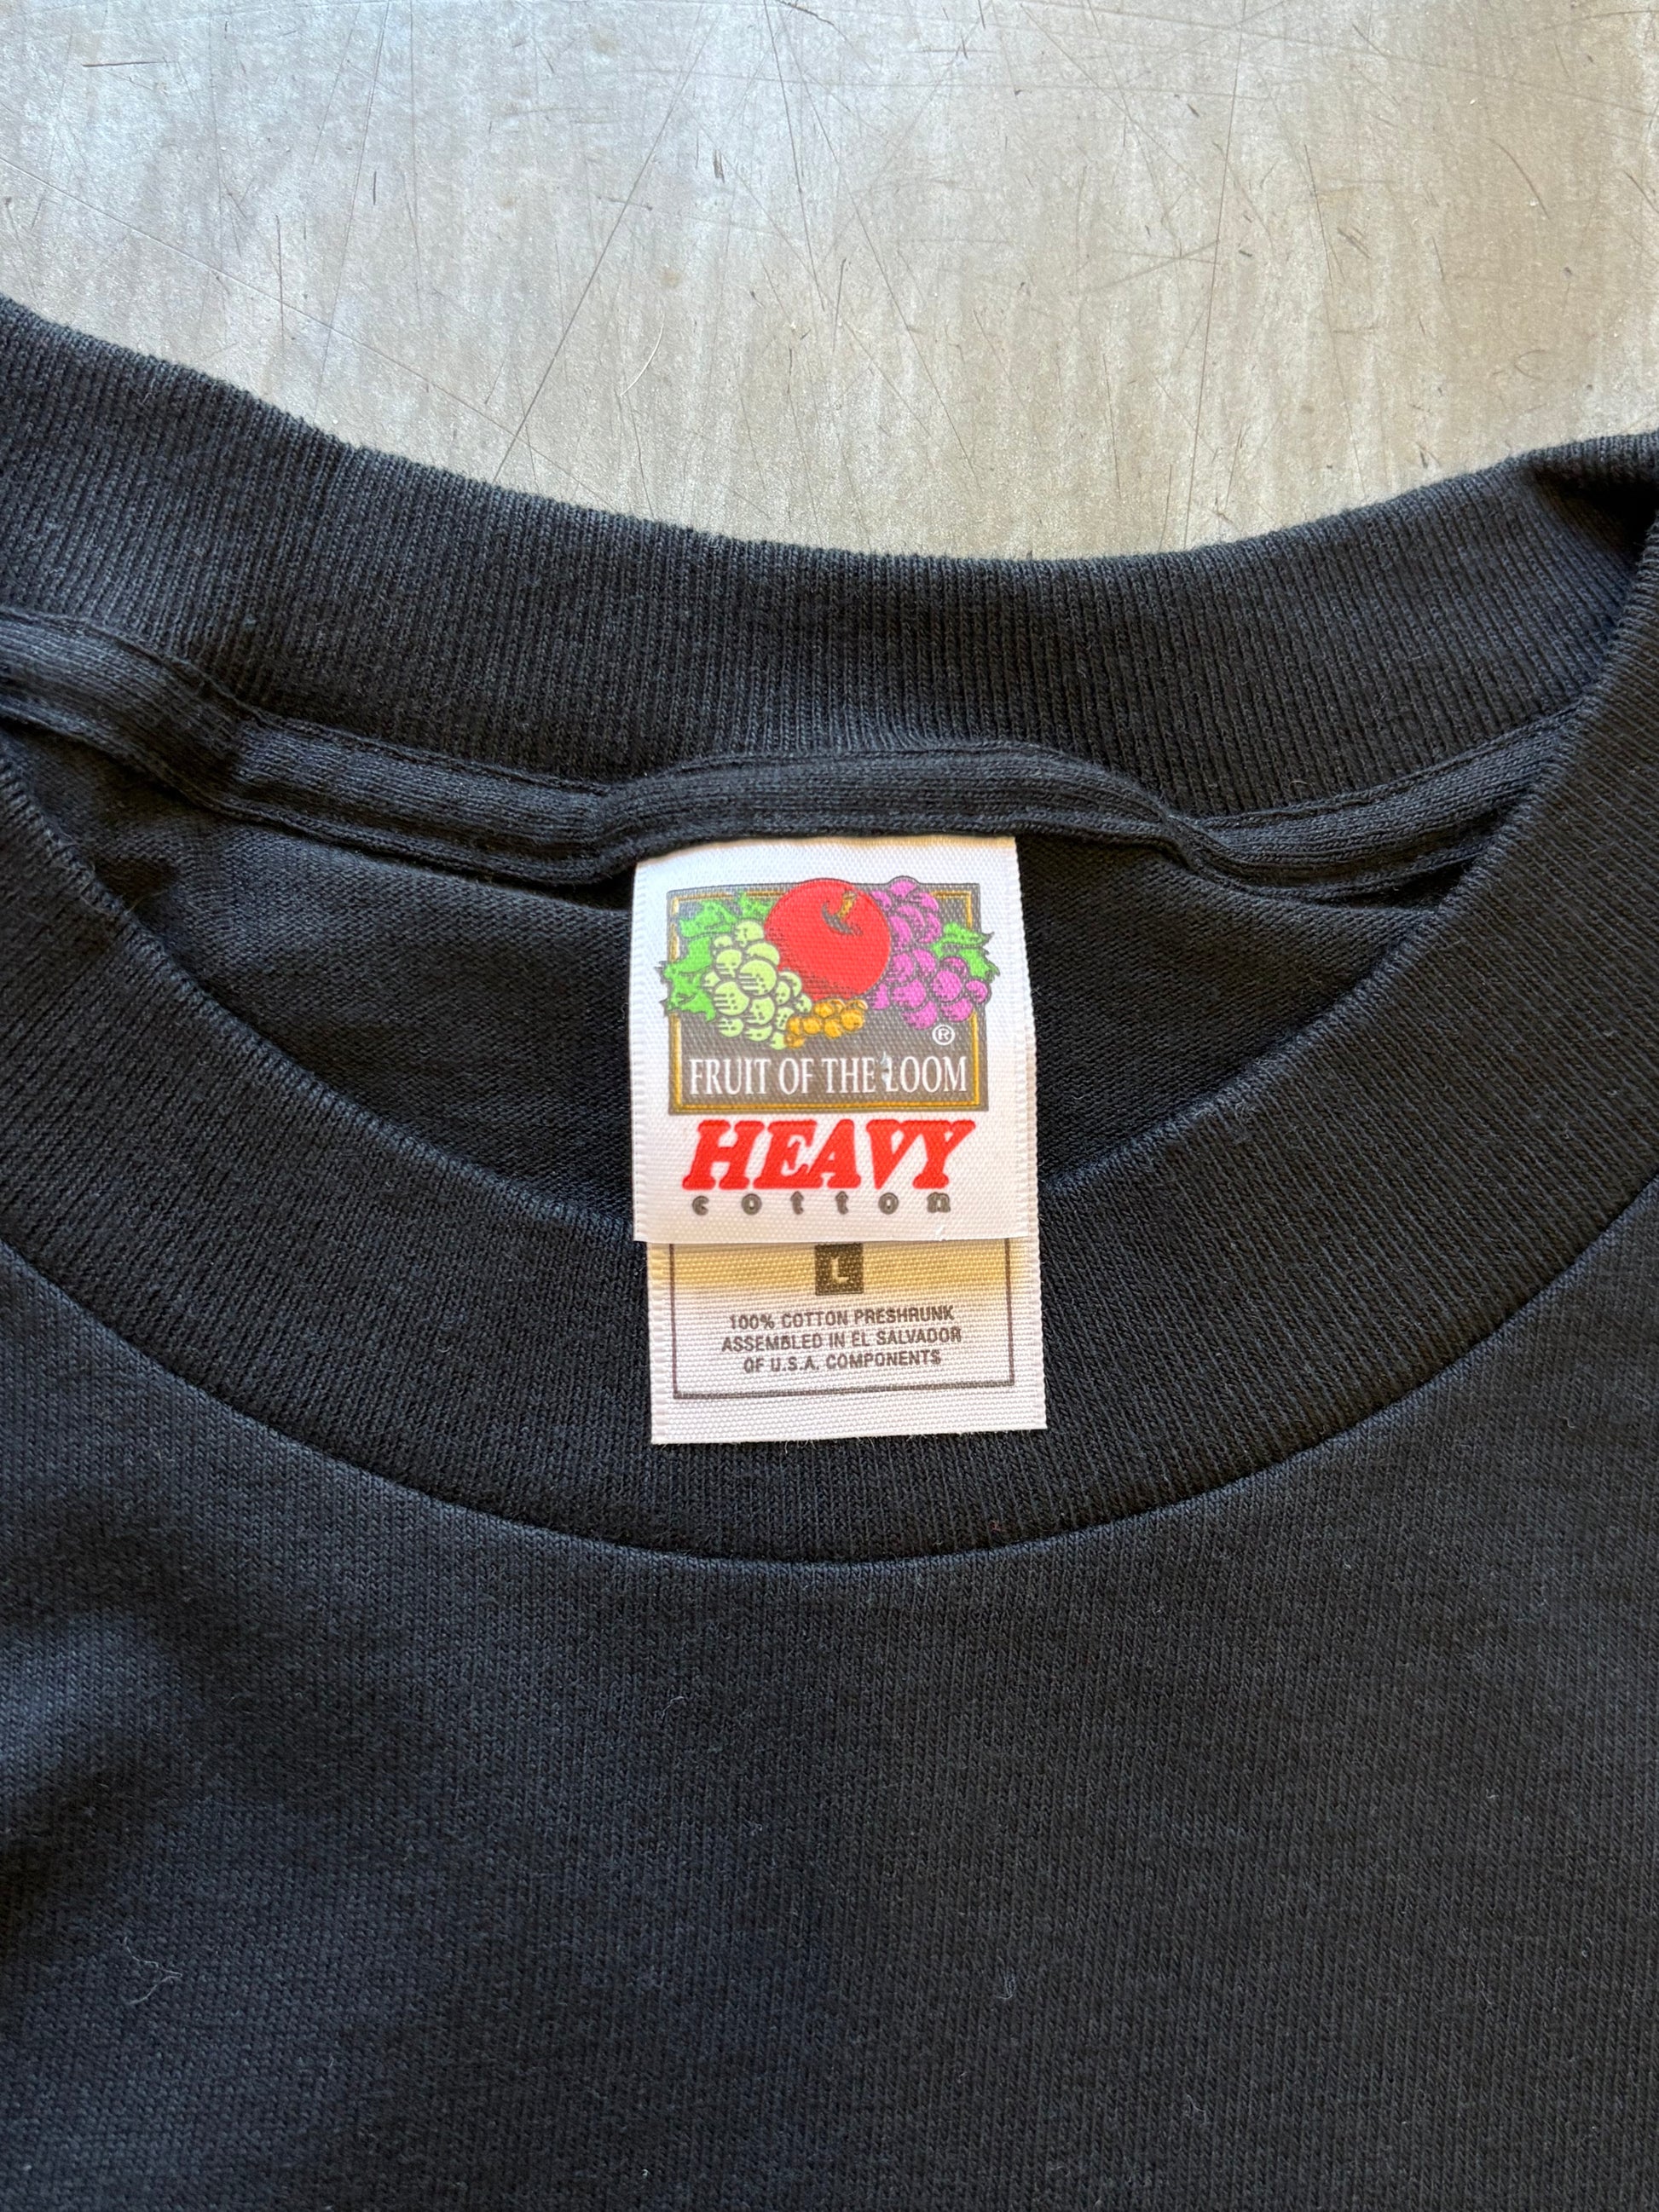 ®
FRUIT OF THE LOOM
HEAVY
cotton
L
100% COTTON PRESHRUNK
ASSEMBLED IN EL SALVADOR
OF U.S.A. COMPONENTS